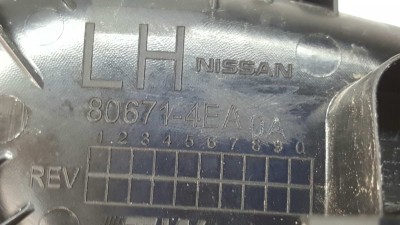 LH NISSAN
80671-4EA0A
1 2 3 4 5 6 7 8 9 0
REV